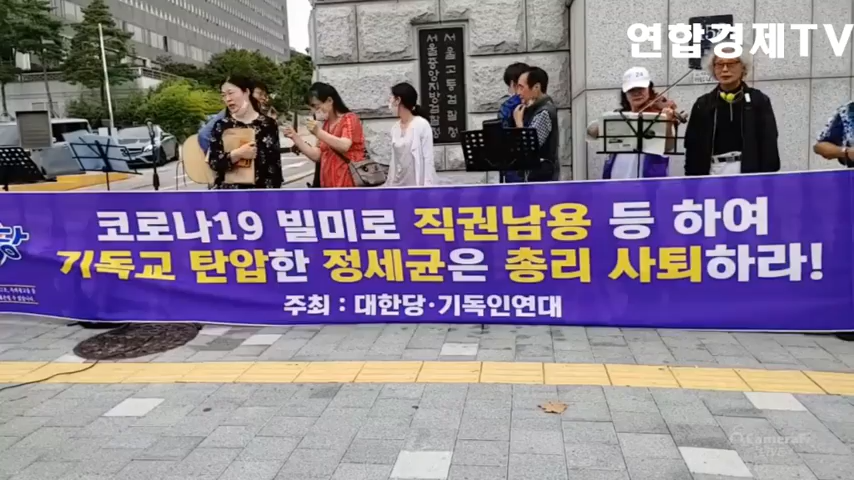 연합경제TV
서울고등검찰청
서울중앙지방검찰청
코로나19 빌미로 직권남용 등 하여
기독교 탄압한 정세균은 총리 사퇴하라!
주최 : 대한당·기독인연대